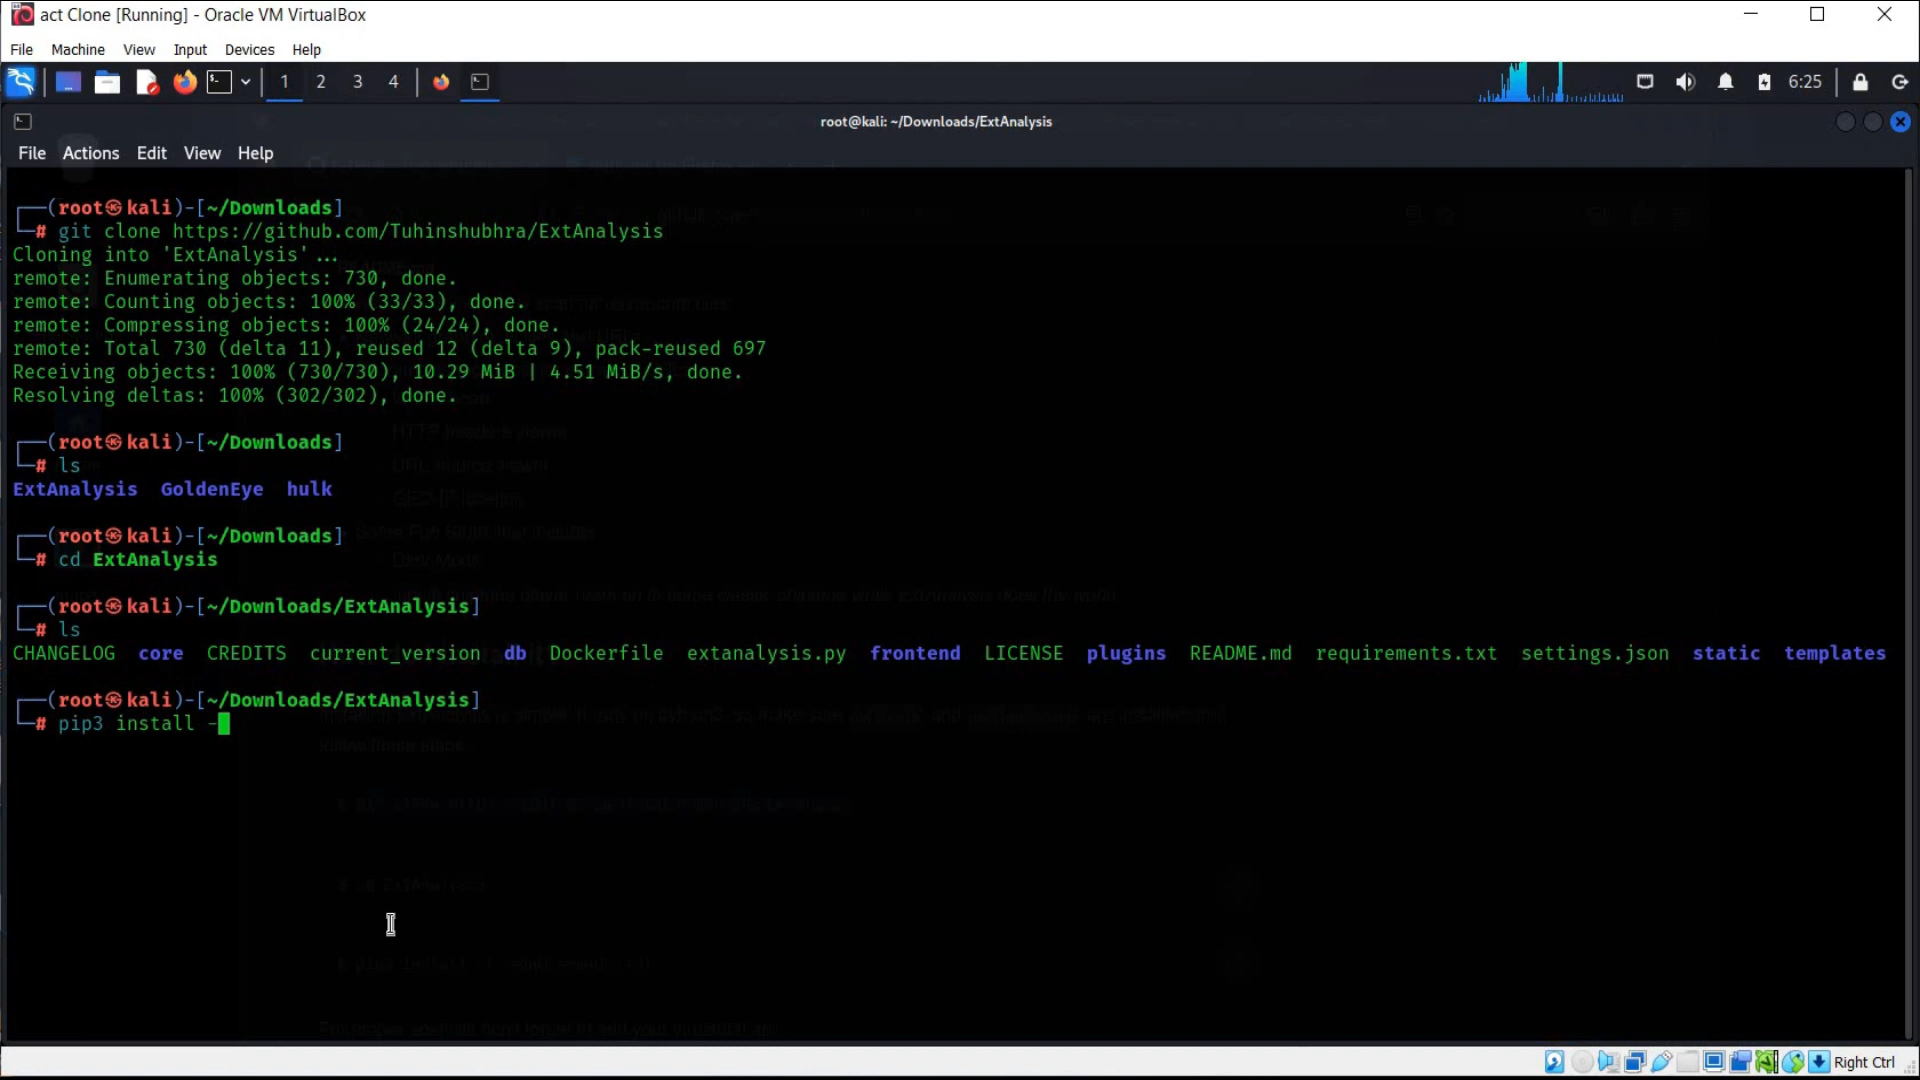 act Clone [Running] - Oracle VM VirtualBox
File Machine View Input Devices Help
1 2 3 4 6:25
root@kali: ~/Downloads/ExtAnalysis
File Actions Edit View Help
┌──(root㉿kali)-[~/Downloads]
└─# git clone https://github.com/Tuhinshubhra/ExtAnalysis
Cloning into 'ExtAnalysis'...
remote: Enumerating objects: 730, done.
remote: Counting objects: 100% (33/33), done.
remote: Compressing objects: 100% (24/24), done.
remote: Total 730 (delta 11), reused 12 (delta 9), pack-reused 697
Receiving objects: 100% (730/730), 10.29 MiB | 4.51 MiB/s, done.
Resolving deltas: 100% (302/302), done.
┌──(root㉿kali)-[~/Downloads]
└─# ls
ExtAnalysis GoldenEye hulk
┌──(root㉿kali)-[~/Downloads]
└─# cd ExtAnalysis
┌──(root㉿kali)-[~/Downloads/ExtAnalysis]
└─# ls
CHANGELOG core CREDITS current_version db Dockerfile extanalysis.py frontend LICENSE plugins README.md requirements.txt settings.json static templates
┌──(root㉿kali)-[~/Downloads/ExtAnalysis]
└─# pip3 install -
Right Ctrl